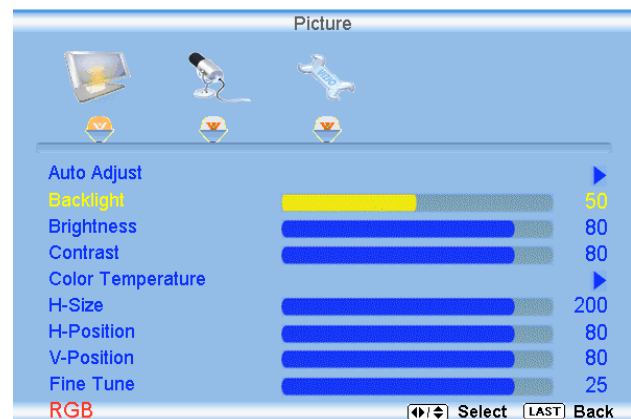 Picture
Auto Adjust
Backlight 50
Brightness 80
Contrast 80
Color Temperature
H-Size 200
H-Position 80
V-Position 80
Fine Tune 25
RGB Select LAST Back